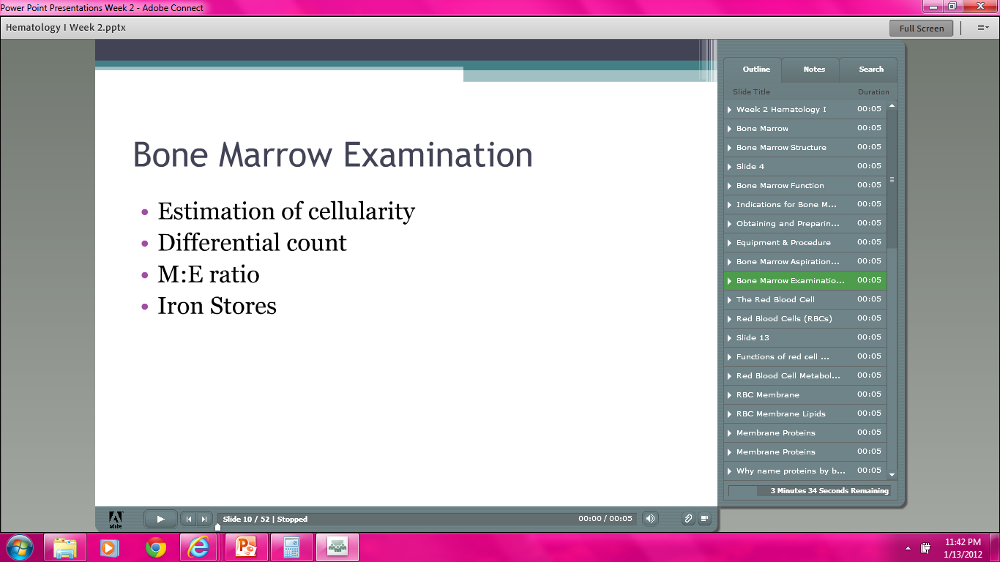 Power Point Presentations Week 2 - Adobe Connect
Hematology I Week 2.pptx
Full Screen
Bone Marrow Examination
• Estimation of cellularity
• Differential count
• M:E ratio
• Iron Stores
Outline Notes Search
Slide Title Duration
Week 2 Hematology I 00:05
Bone Marrow 00:05
Bone Marrow Structure 00:05
Slide 4 00:05
Bone Marrow Function 00:05
Indications for Bone M... 00:05
Obtaining and Preparin... 00:05
Equipment & Procedure 00:05
Bone Marrow Aspiration... 00:05
Bone Marrow Examinatio... 00:05
The Red Blood Cell 00:05
Red Blood Cells (RBCs) 00:05
Slide 13 00:05
Functions of red cell ... 00:05
Red Blood Cell Metabol... 00:05
RBC Membrane 00:05
RBC Membrane Lipids 00:05
Membrane Proteins 00:05
Membrane Proteins 00:05
Why name proteins by b... 00:05
3 Minutes 34 Seconds Remaining
Adobe
Slide 10 / 52 | Stopped
00:00 / 00:05
11:42 PM
1/13/2012